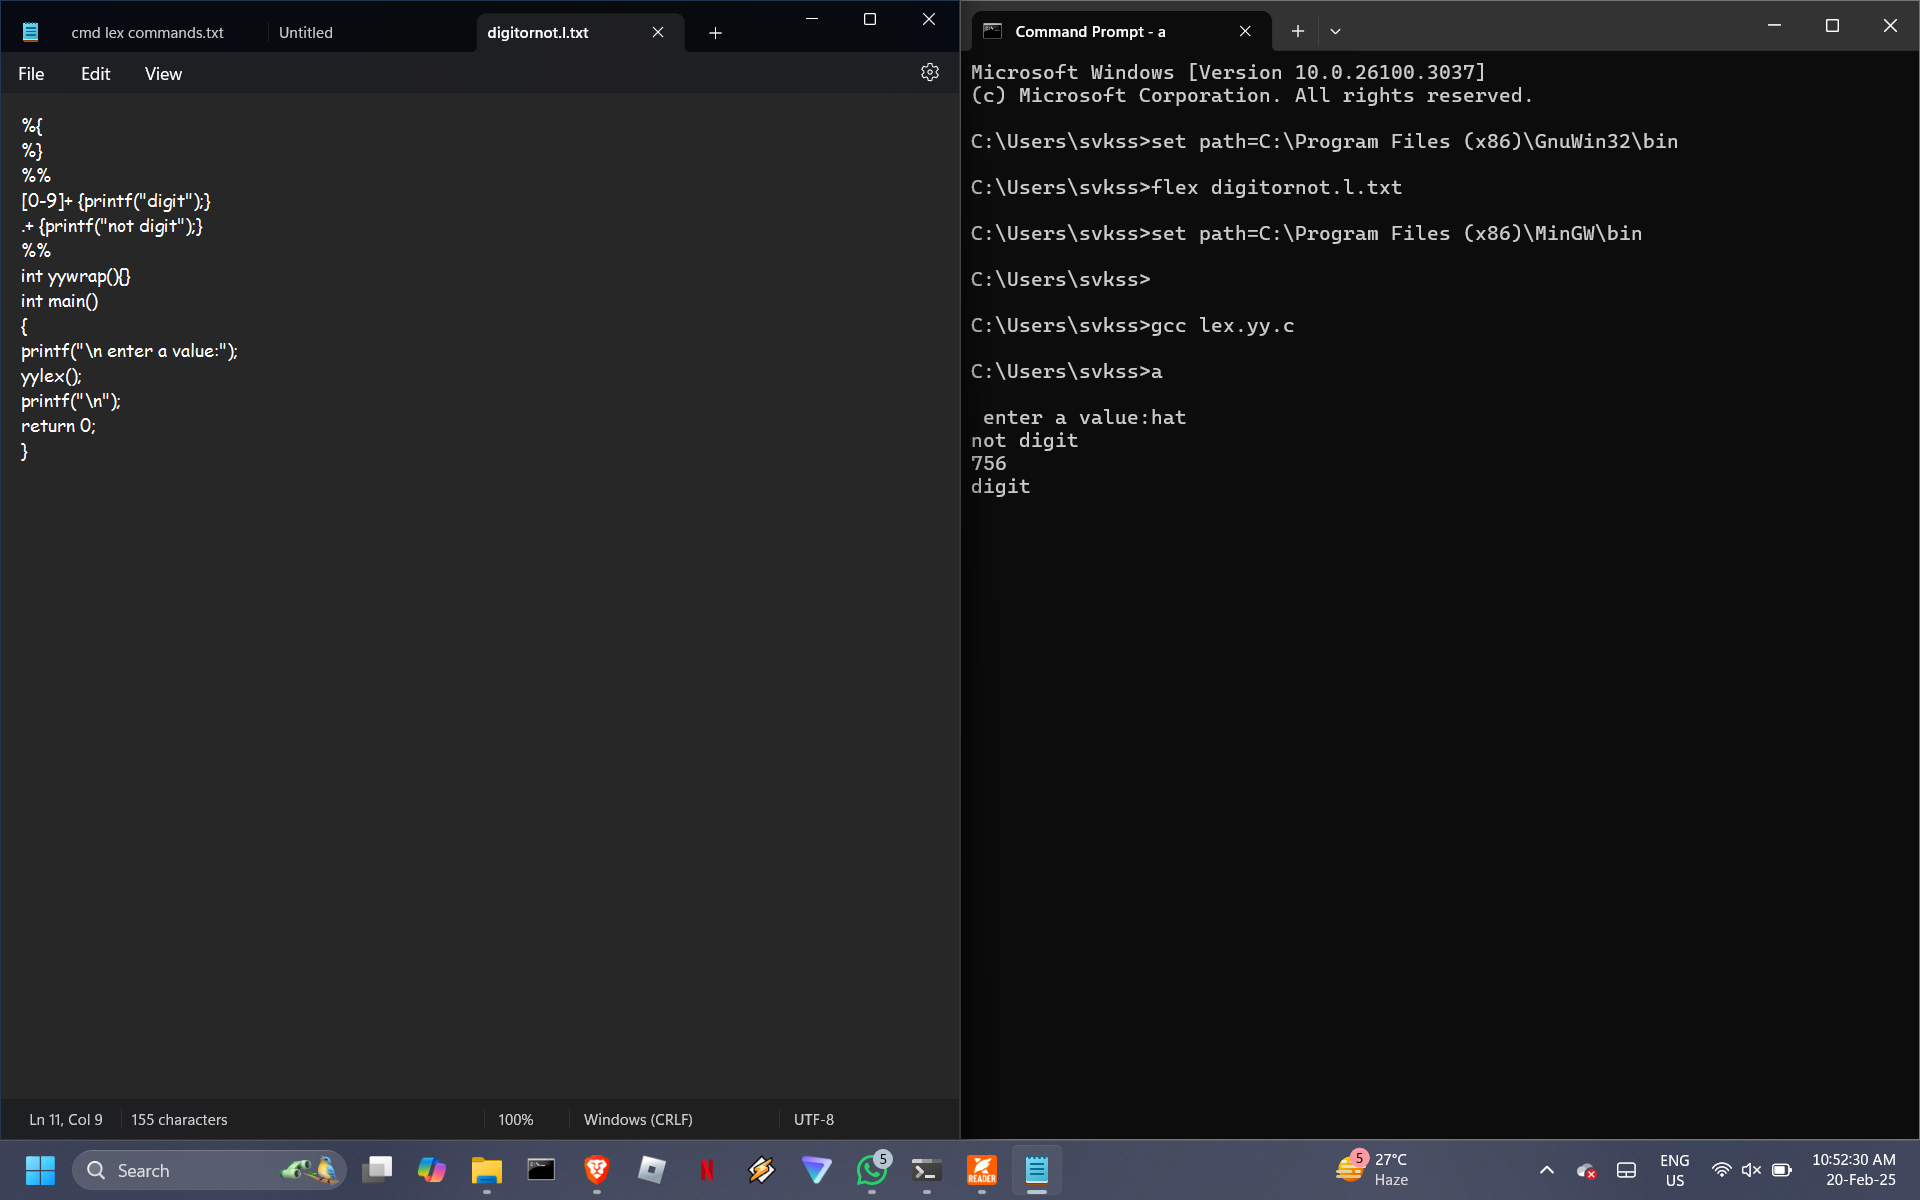 cmd lex commands.txt
Untitled
digitornot.l.txt
File
Edit
View
%{
%}
%%
[0-9]+ {printf("digit");}
.+ {printf("not digit");}
%%
int yywrap(){}
int main()
{
printf("\n enter a value:");
yylex();
printf("\n");
return 0;
}
Ln 11, Col 9
155 characters
100%
Windows (CRLF)
UTF-8
Command Prompt - a
Microsoft Windows [Version 10.0.26100.3037]
(c) Microsoft Corporation. All rights reserved.
C:\Users\svkss>set path=C:\Program Files (x86)\GnuWin32\bin
C:\Users\svkss>flex digitornot.l.txt
C:\Users\svkss>set path=C:\Program Files (x86)\MinGW\bin
C:\Users\svkss>
C:\Users\svkss>gcc lex.yy.c
C:\Users\svkss>a
enter a value:hat
not digit
756
digit
Search
5
READER
5
27°C
Haze
ENG
US
10:52:30 AM
20-Feb-25